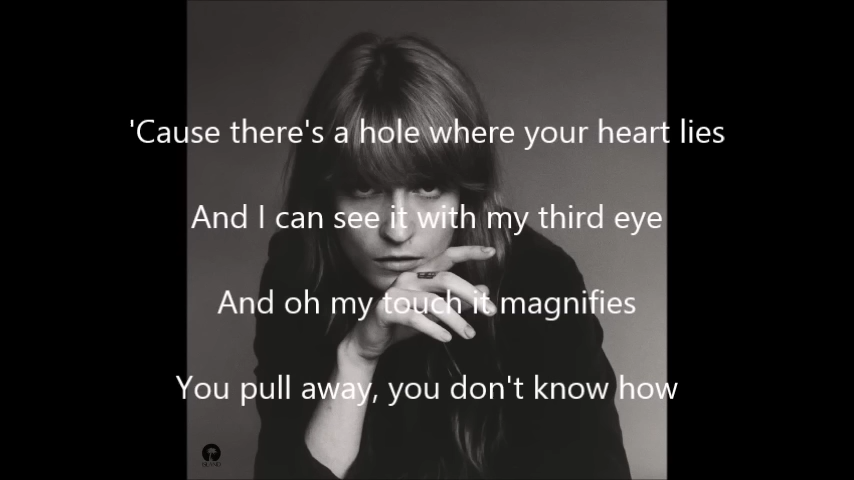 'Cause there's a hole where your heart lies
And I can see it with my third eye
And oh my touch it magnifies
You pull away, you don't know how
ISLAND